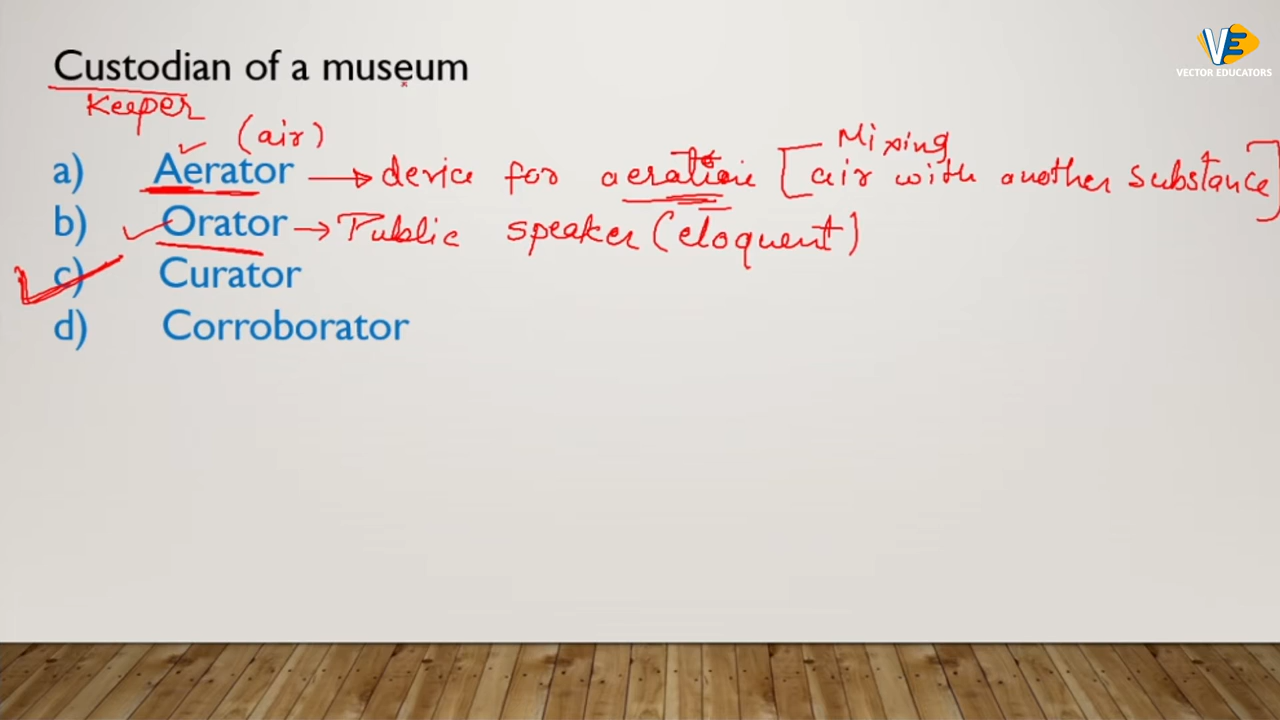 VE
VECTOR EDUCATORS
Custodian of a museum
Keeper
(air)
a) Aerator → device for aeration [Mixing air with another substance]
b) Orator → Public speaker (eloquent)
c) Curator
d) Corroborator